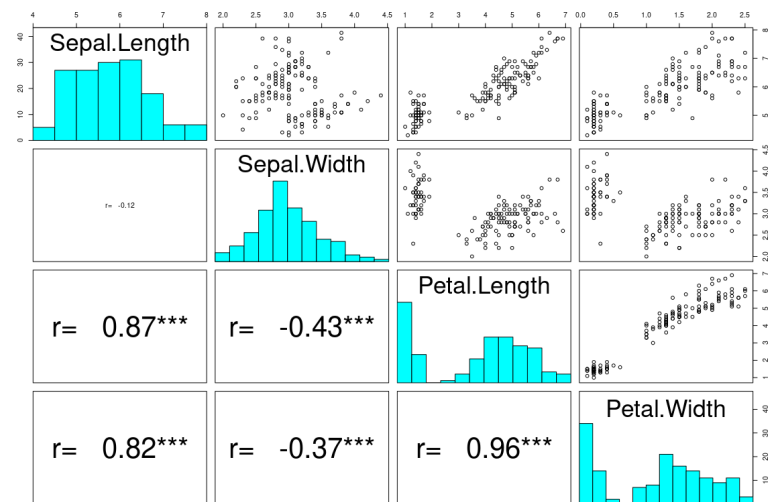 4 5 6 7 8
2.0 2.5 3.0 3.5 4.0 4.5
1 2 3 4 5 6 7
0.0 0.5 1.0 1.5 2.0 2.5
Sepal.Length
0 10 20 30 40
5 6 7 8
r= -0.12
Sepal.Width
2.0 2.5 3.0 3.5 4.0 4.5
r= 0.87***
r= -0.43***
Petal.Length
1 2 3 4 5 6 7
r= 0.82***
r= -0.37***
r= 0.96***
Petal.Width
10 20 30 40